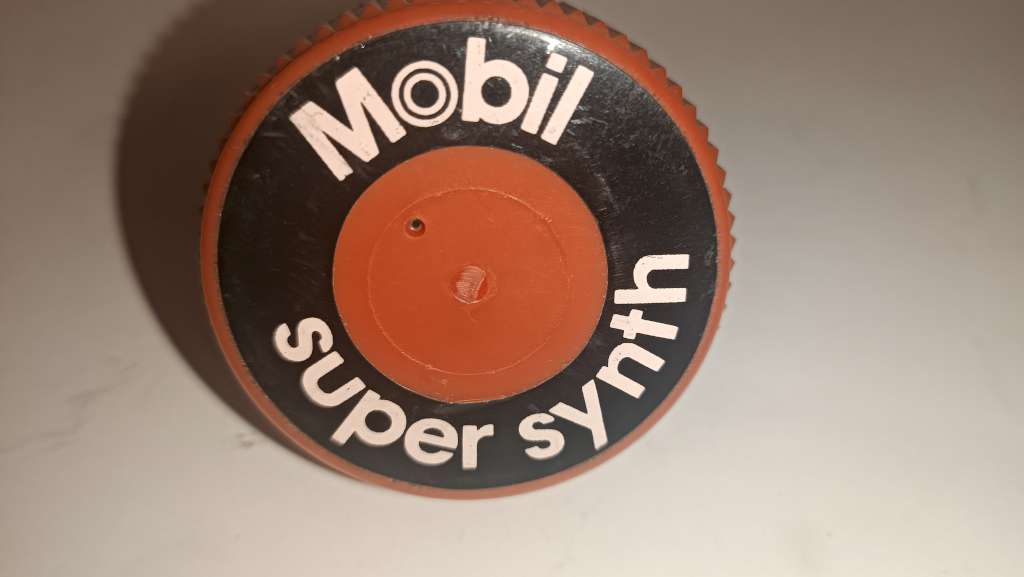 Mobil
super synth